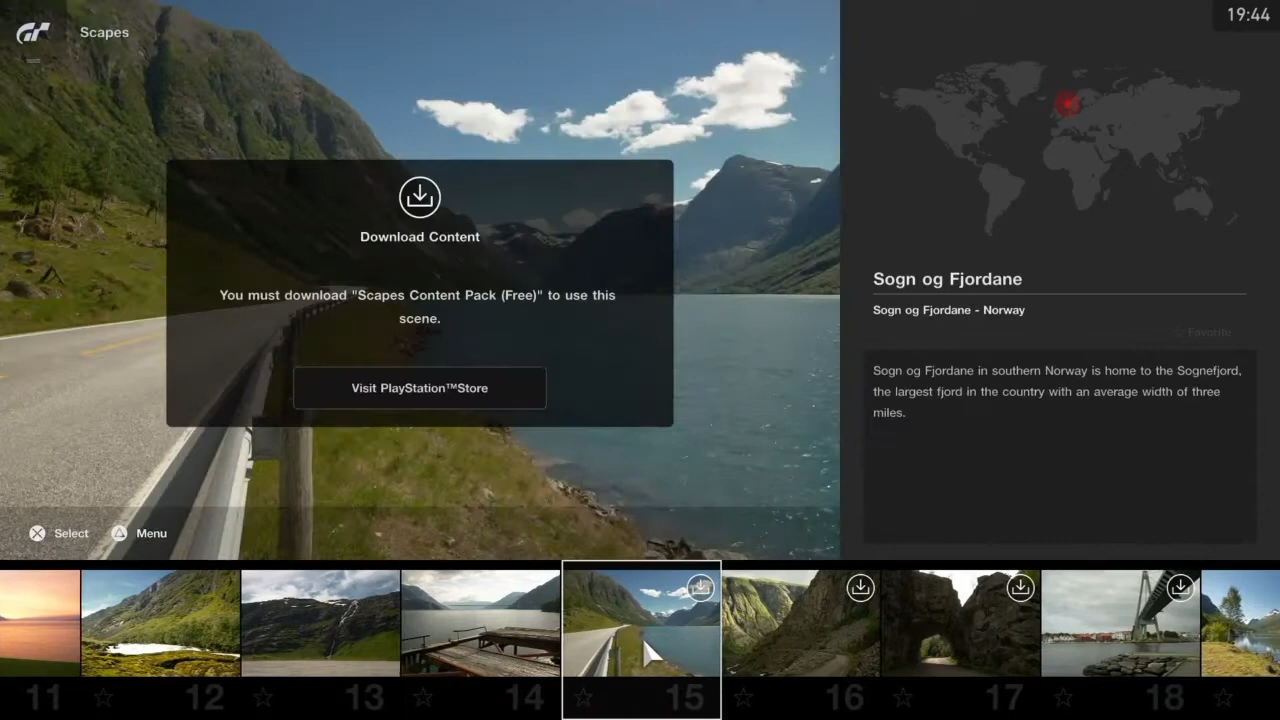 GT Scapes
19:44
Download Content
You must download "Scapes Content Pack (Free)" to use this
scene.
Visit PlayStation™Store
Select Menu
Sogn og Fjordane
Sogn og Fjordane - Norway
☆ Favorite
Sogn og Fjordane in southern Norway is home to the Sognefjord,
the largest fjord in the country with an average width of three
miles.
11 12 13 14 15 16 17 18